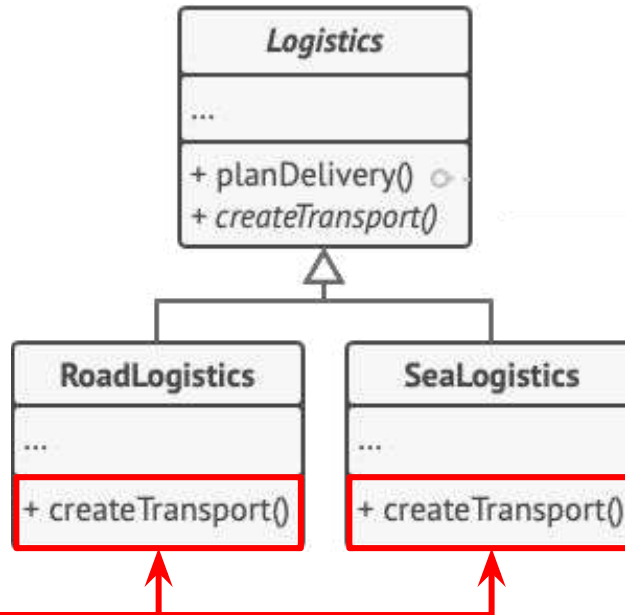 Logistics
...
+ planDelivery()
+ createTransport()
RoadLogistics
...
+ createTransport()
SeaLogistics
...
+ createTransport()